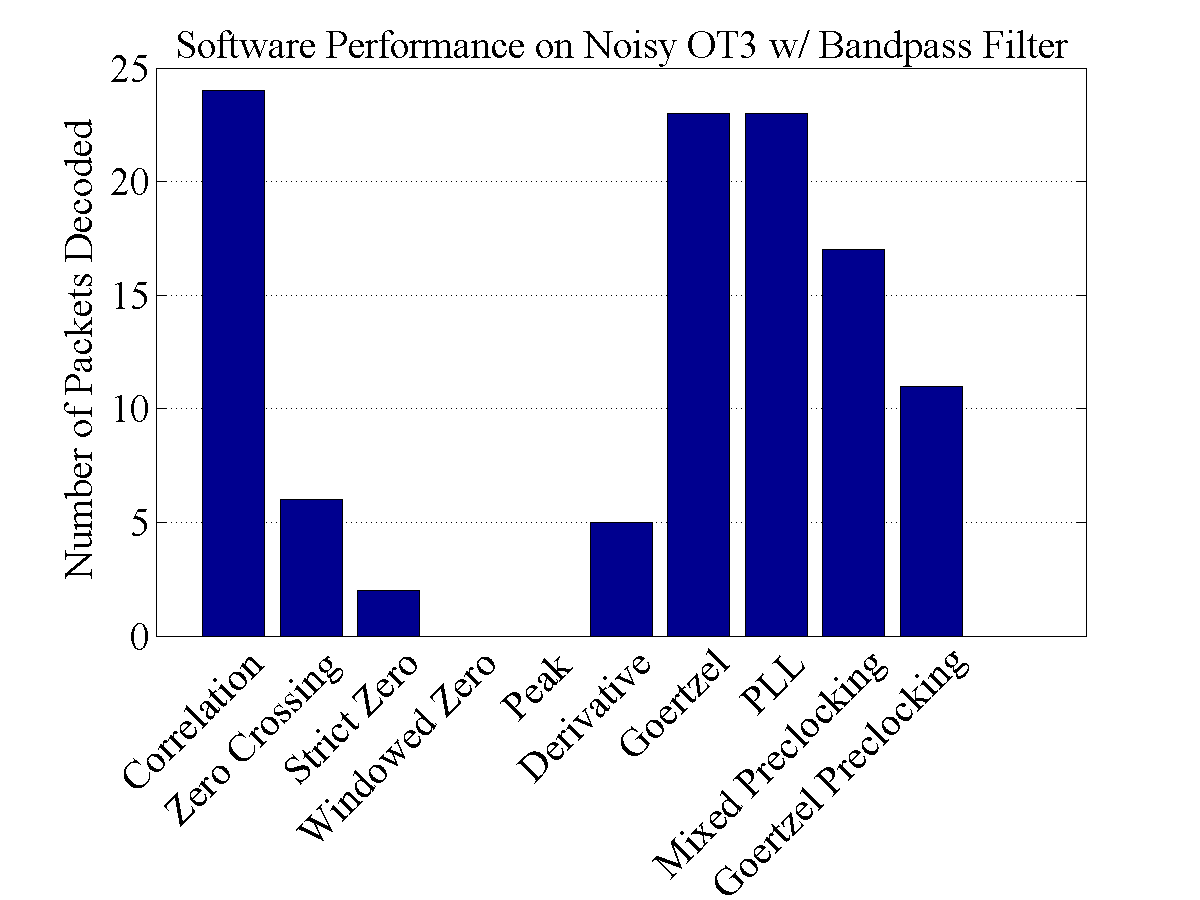 Software Performance on Noisy OT3 w/ Bandpass Filter
Number of Packets Decoded
25
20
15
10
5
0
Correlation
Zero Crossing
Strict Zero
Windowed Zero
Peak
Derivative
Goertzel
PLL
Mixed Preclocking
Goertzel Preclocking